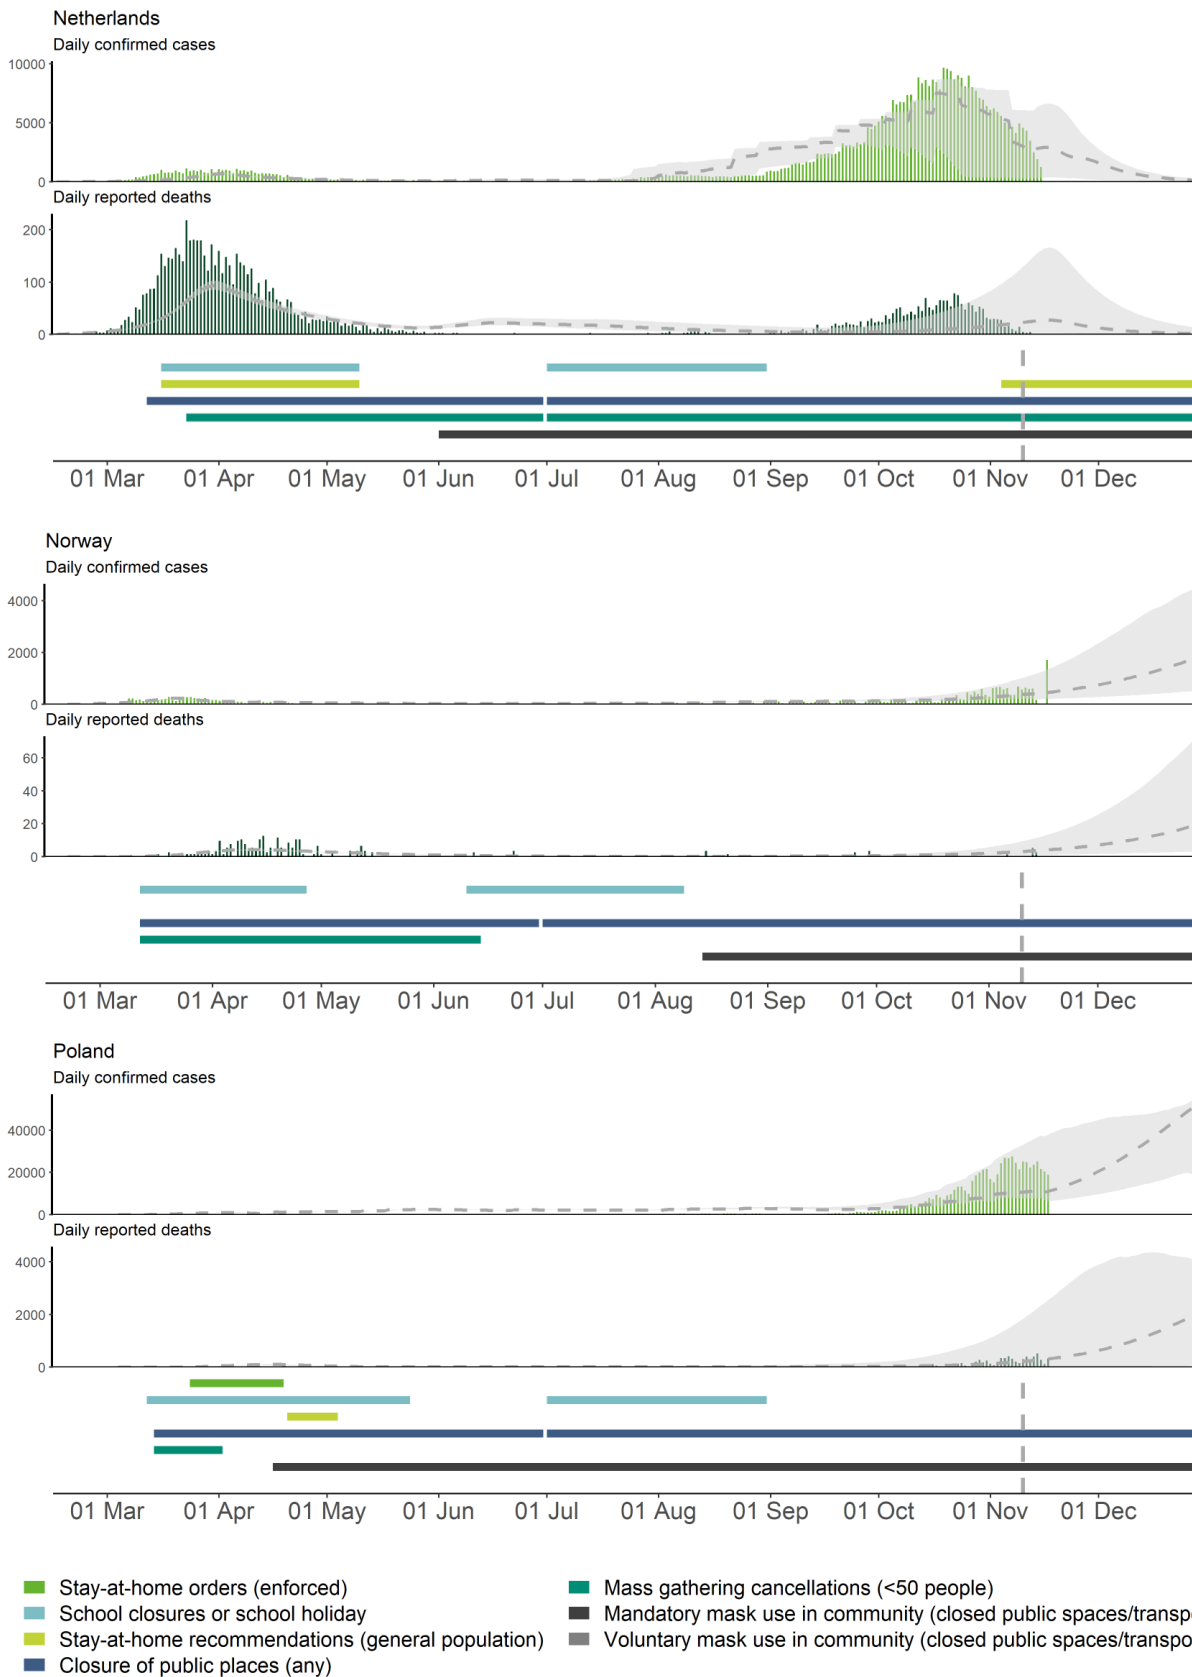 Netherlands
Daily confirmed cases
10000
5000
0
Daily reported deaths
200
100
0
01 Mar 01 Apr 01 May 01 Jun 01 Jul 01 Aug 01 Sep 01 Oct 01 Nov 01 Dec
Norway
Daily confirmed cases
4000
2000
0
Daily reported deaths
60
40
20
0
01 Mar 01 Apr 01 May 01 Jun 01 Jul 01 Aug 01 Sep 01 Oct 01 Nov 01 Dec
Poland
Daily confirmed cases
40000
20000
0
Daily reported deaths
4000
2000
0
01 Mar 01 Apr 01 May 01 Jun 01 Jul 01 Aug 01 Sep 01 Oct 01 Nov 01 Dec
Stay-at-home orders (enforced)
School closures or school holiday
Stay-at-home recommendations (general population)
Closure of public places (any)
Mass gathering cancellations (<50 people)
Mandatory mask use in community (closed public spaces/transpo
Voluntary mask use in community (closed public spaces/transpo